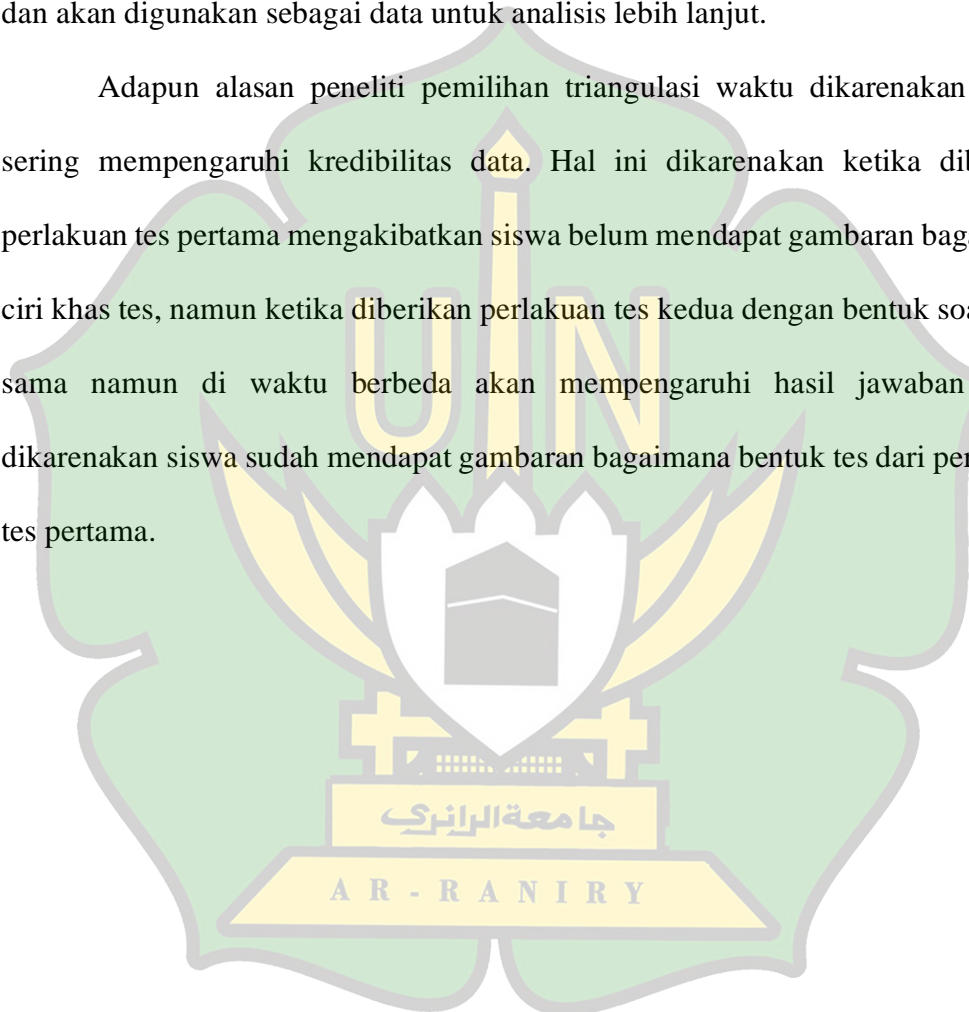 dan akan digunakan sebagai data untuk analisis lebih lanjut.
Adapun alasan peneliti pemilihan triangulasi waktu dikarenakan
sering mempengaruhi kredibilitas data. Hal ini dikarenakan ketika
perlakuan tes pertama mengakibatkan siswa belum mendapat gambaran
ciri khas tes, namun ketika diberikan perlakuan tes kedua dengan bentuk
sama namun di waktu berbeda akan mempengaruhi hasil jawaban
dikarenakan siswa sudah mendapat gambaran bagaimana bentuk tes dari
tes pertama.
UIN
جامعة الرانري
AR-RANIRY